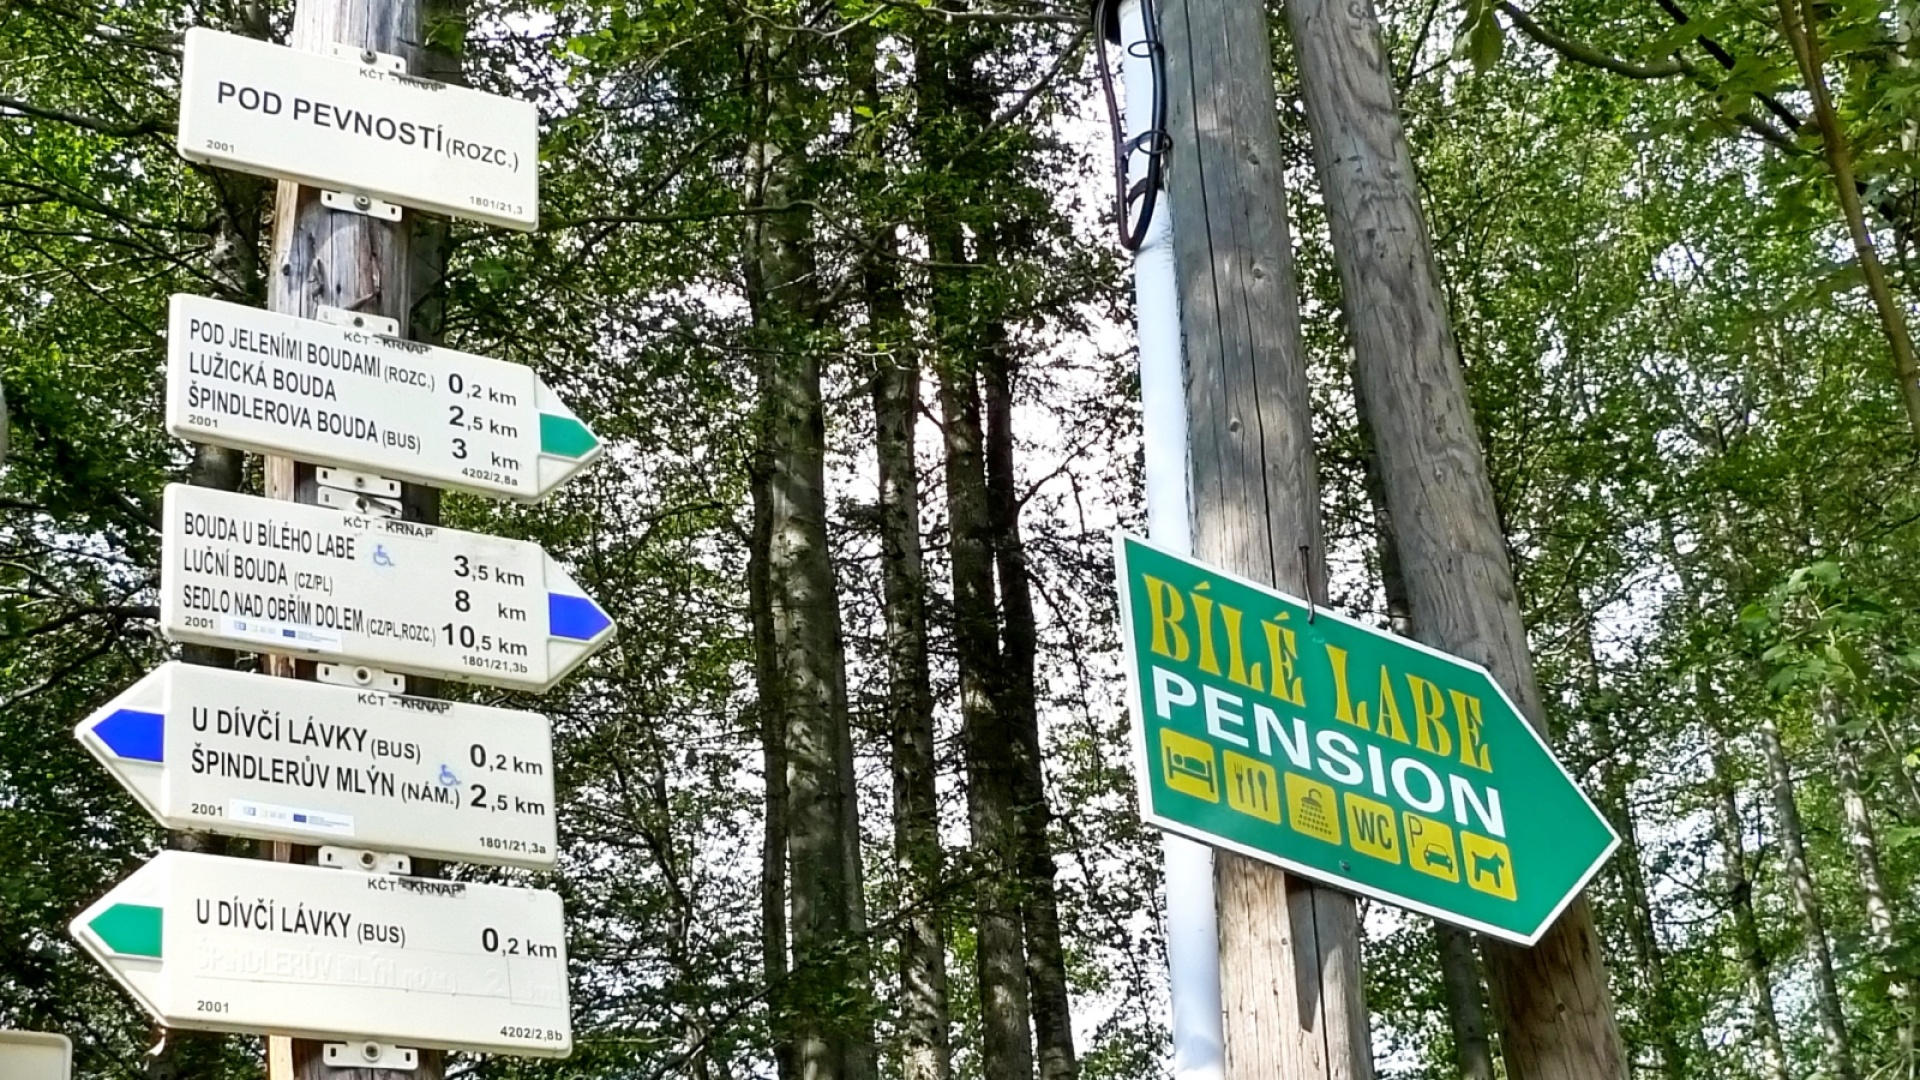 KČT - KRNAP
POD PEVNOSTÍ (ROZC.)
2001
1801/21,3
KČT - KRNAP
POD JELENÍMI BOUDAMI (ROZC.) 0,2 km
LUŽICKÁ BOUDA 2,5 km
ŠPINDLEROVA BOUDA (BUS) 3 km
2001
4202/2,8a
KČT - KRNAP
BOUDA U BÍLÉHO LABE 3,5 km
LUČNÍ BOUDA (CZ/PL) 8 km
SEDLO NAD OBŘÍM DOLEM (CZ/PL,ROZC.) 10,5 km
2001
1801/21,3b
KČT - KRNAP
U DÍVČÍ LÁVKY (BUS) 0,2 km
ŠPINDLERŮV MLÝN (NÁM.) 2,5 km
2001
1801/21,3a
KČT - KRNAP
U DÍVČÍ LÁVKY (BUS) 0,2 km
ŠPINDLERŮV MLÝN (NÁM.) 2
2001
4202/2,8b
BÍLÉ LABE
PENSION
WC P